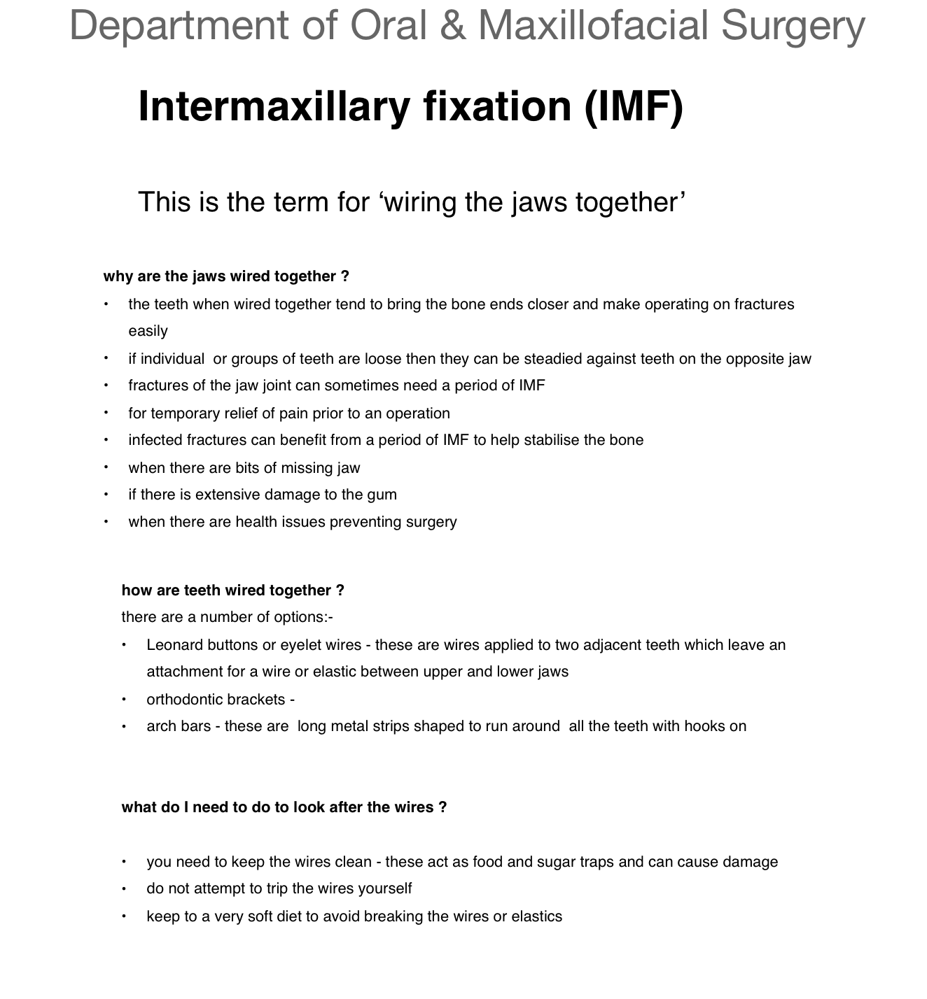 Department of Oral & Maxillofacial Surgery
Intermaxillary fixation (IMF)
This is the term for ‘wiring the jaws together’
why are the jaws wired together ?
• the teeth when wired together tend to bring the bone ends closer and make operating on fractures
easily
• if individual  or groups of teeth are loose then they can be steadied against teeth on the opposite jaw
• fractures of the jaw joint can sometimes need a period of IMF
• for temporary relief of pain prior to an operation
• infected fractures can benefit from a period of IMF to help stabilise the bone
• when there are bits of missing jaw
• if there is extensive damage to the gum
• when there are health issues preventing surgery
how are teeth wired together ?
there are a number of options:-
• Leonard buttons or eyelet wires - these are wires applied to two adjacent teeth which leave an
attachment for a wire or elastic between upper and lower jaws
• orthodontic brackets -
• arch bars - these are  long metal strips shaped to run around  all the teeth with hooks on
what do I need to do to look after the wires ?
• you need to keep the wires clean - these act as food and sugar traps and can cause damage
• do not attempt to trip the wires yourself
• keep to a very soft diet to avoid breaking the wires or elastics